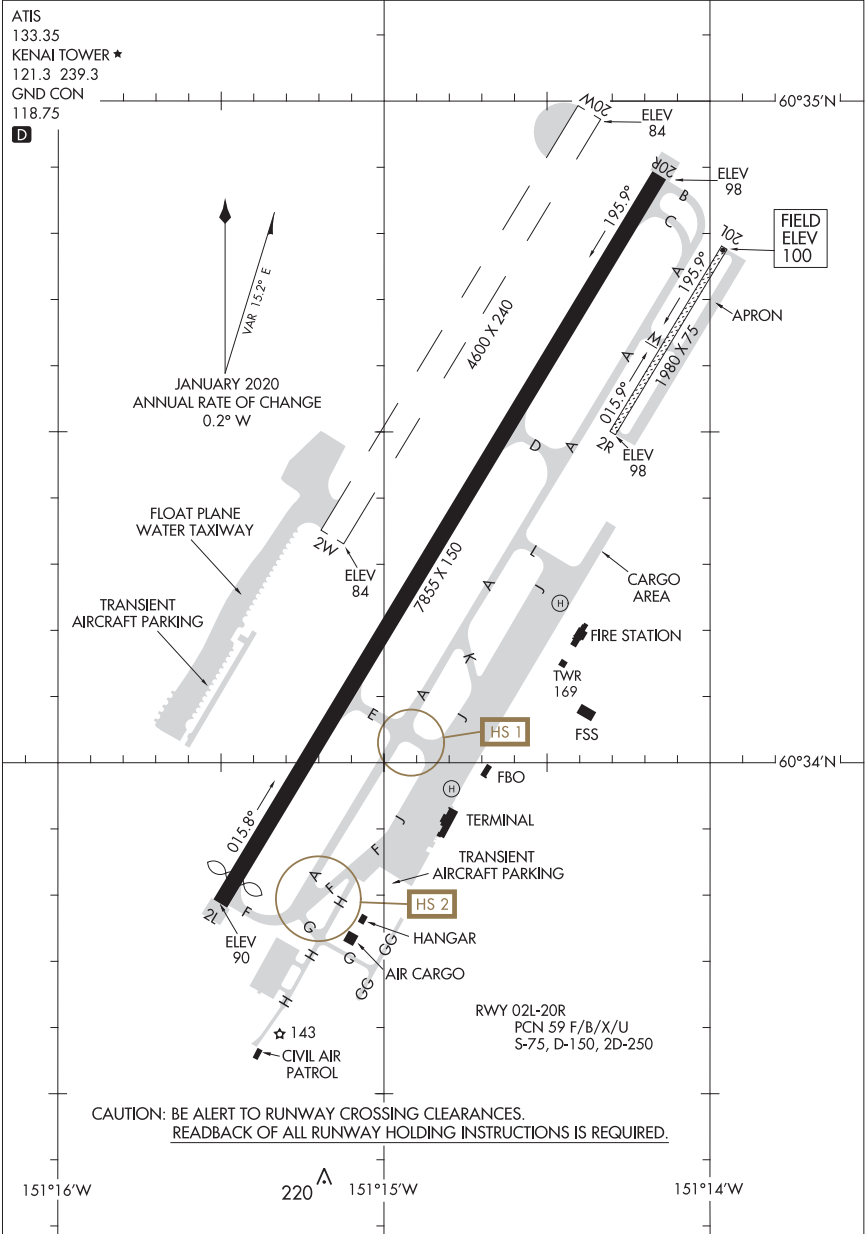 ATIS
133.35
KENAI TOWER ★
121.3 239.3
GND CON
118.75
D
60°35'N
20W
ELEV
84
20R
ELEV
98
B
C
195.9°
20L
FIELD
ELEV
100
A
195.9°
VAR 15.2° E
APRON
4600 X 240
M
A
1980 X 75
015.9°
JANUARY 2020
ANNUAL RATE OF CHANGE
0.2° W
D
A
2R
ELEV
98
FLOAT PLANE
WATER TAXIWAY
2W
ELEV
84
7855 X 150
L
A
J
H
CARGO
AREA
TRANSIENT
AIRCRAFT PARKING
FIRE STATION
K
TWR
169
A
E
J
HS 1
FSS
60°34'N
FBO
H
015.8°
J
TERMINAL
F
TRANSIENT
AIRCRAFT PARKING
A
F
H
HS 2
2L
F
ELEV
90
G
HANGAR
GG
H
G
AIR CARGO
GG
H
RWY 02L-20R
PCN 59 F/B/X/U
S-75, D-150, 2D-250
143
CIVIL AIR
PATROL
CAUTION: BE ALERT TO RUNWAY CROSSING CLEARANCES.
READBACK OF ALL RUNWAY HOLDING INSTRUCTIONS IS REQUIRED.
151°16'W
220
151°15'W
151°14'W